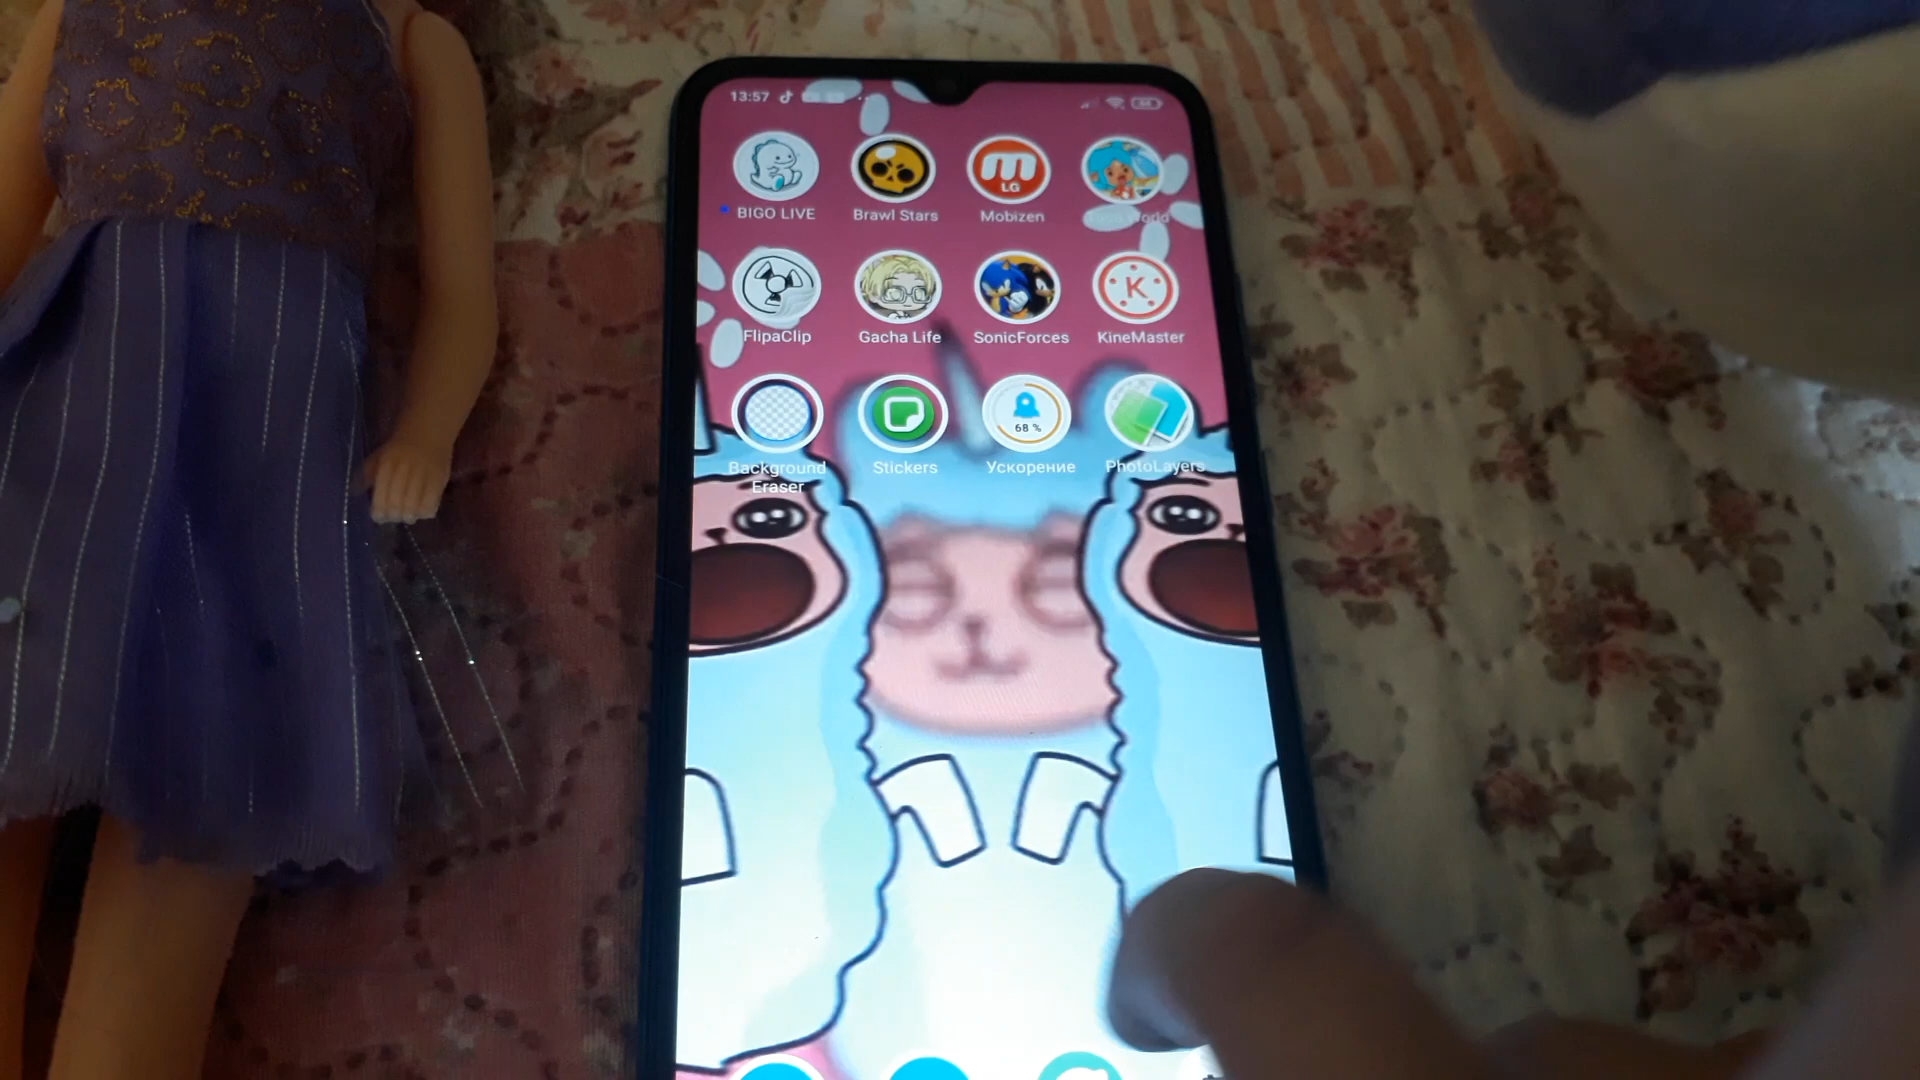 13:57
BIGO LIVE
Brawl Stars
Mobizen
World
LG
FlipaClip
Gacha Life
SonicForces
KineMaster
K
68 %
Background
Eraser
Stickers
Ускорение
PhotoLayers